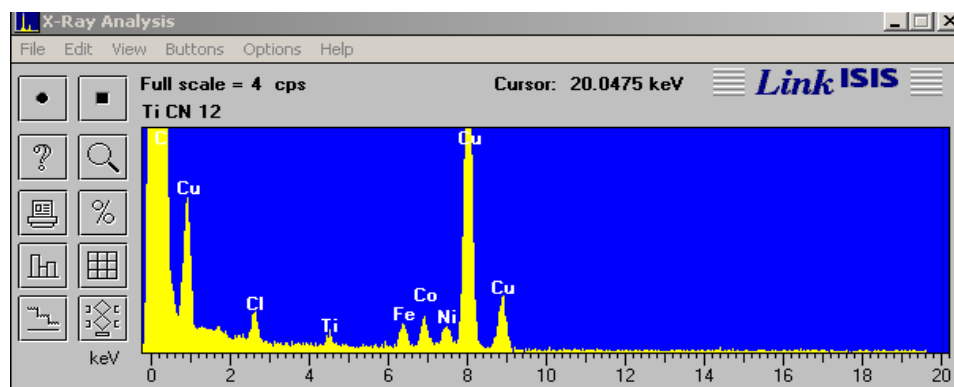 X-Ray Analysis
File Edit View Buttons Options Help
Full scale = 4 cps Cursor: 20.0475 keV Link ISIS
Ti CN 12
C Cu
Cu
Cl Ti Fe Co Ni Cu
keV
0 2 4 6 8 10 12 14 16 18 20